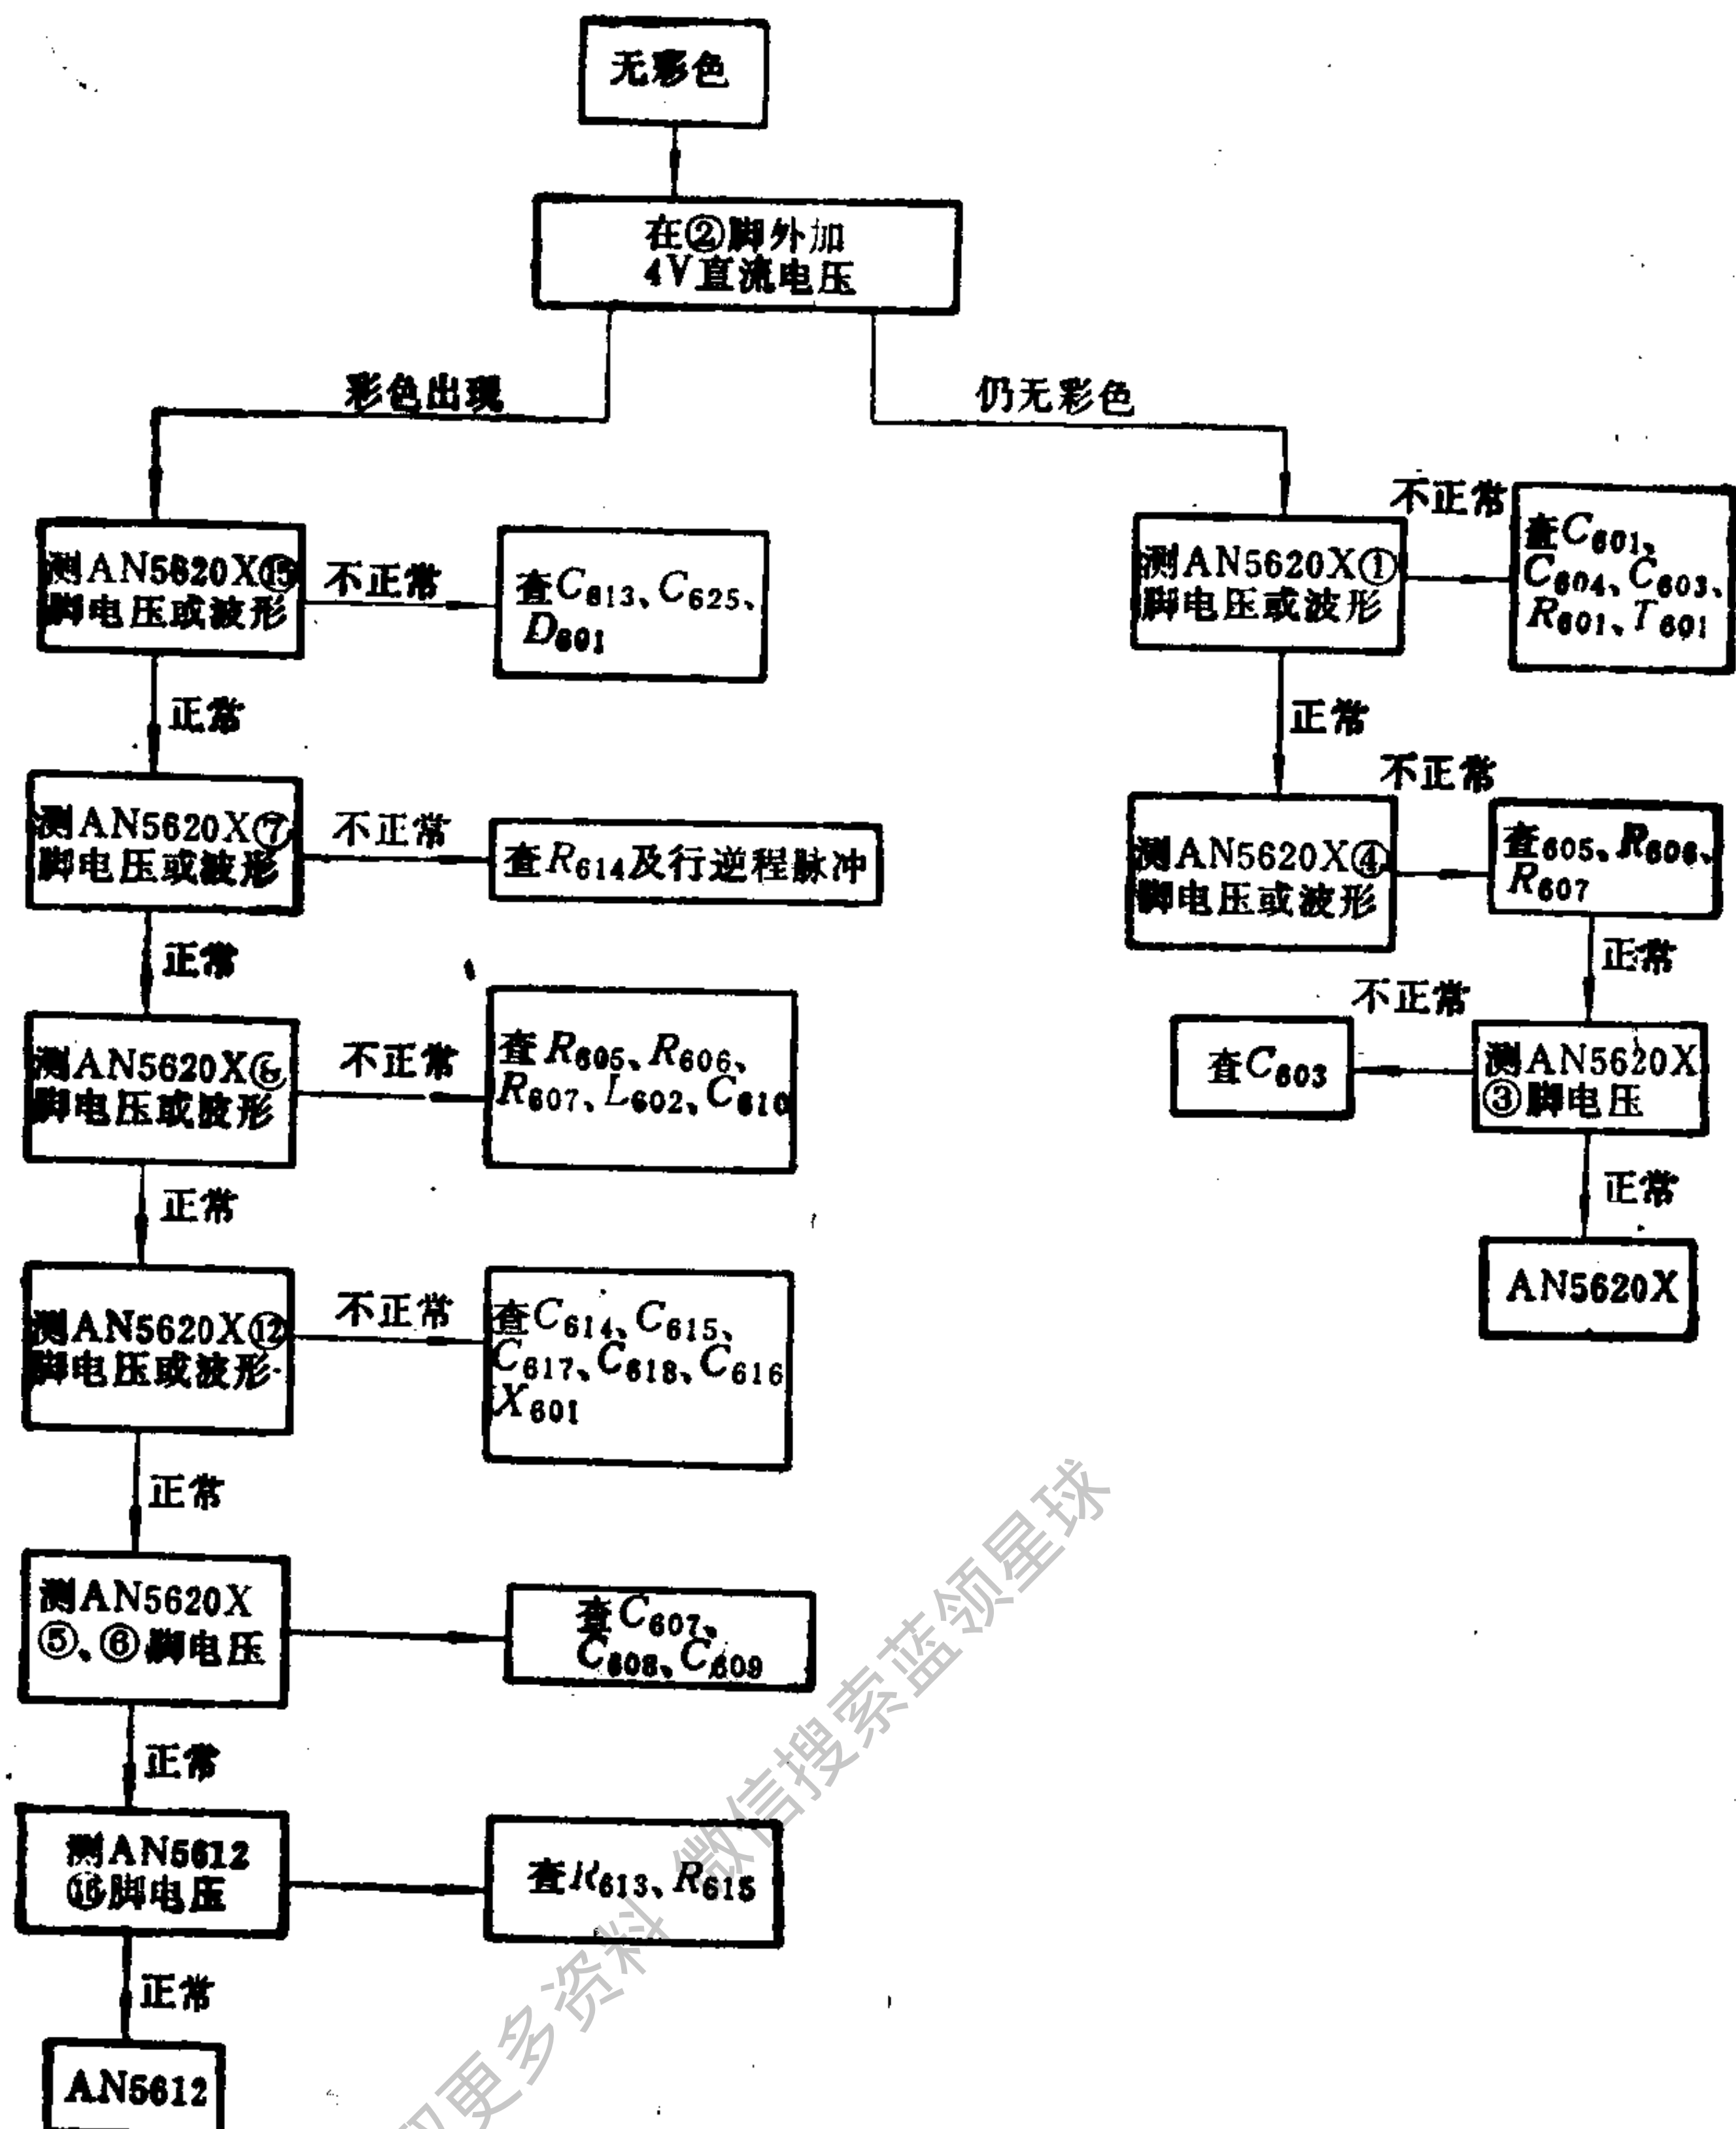 无彩色
在②脚外加
4V直流电压
彩色出现
仍无彩色
测AN5620X⑮
脚电压或波形
不正常
查C613、C625、
D601
正常
测AN5620X⑦
脚电压或波形
不正常
查R614及行逆程脉冲
正常
测AN5620X⑥
脚电压或波形
不正常
查R605、R606、
R607、L602、C610
正常
测AN5620X⑫
脚电压或波形
不正常
查C614、C615、
C617、C618、C616
X601
正常
测AN5620X
⑤、⑥脚电压
查C607、
C608、C609
正常
测AN5612
脚电压
查R613、R615
正常
AN5612
测AN5620X①
脚电压或波形
不正常
查C601、
C604、C603、
R601、T601
正常
测AN5620X④
脚电压或波形
不正常
查605、R606、
R607
正常
测AN5620X
③脚电压
不正常
查C603
正常
AN5620X
更多资料 微信搜索蓝领星球